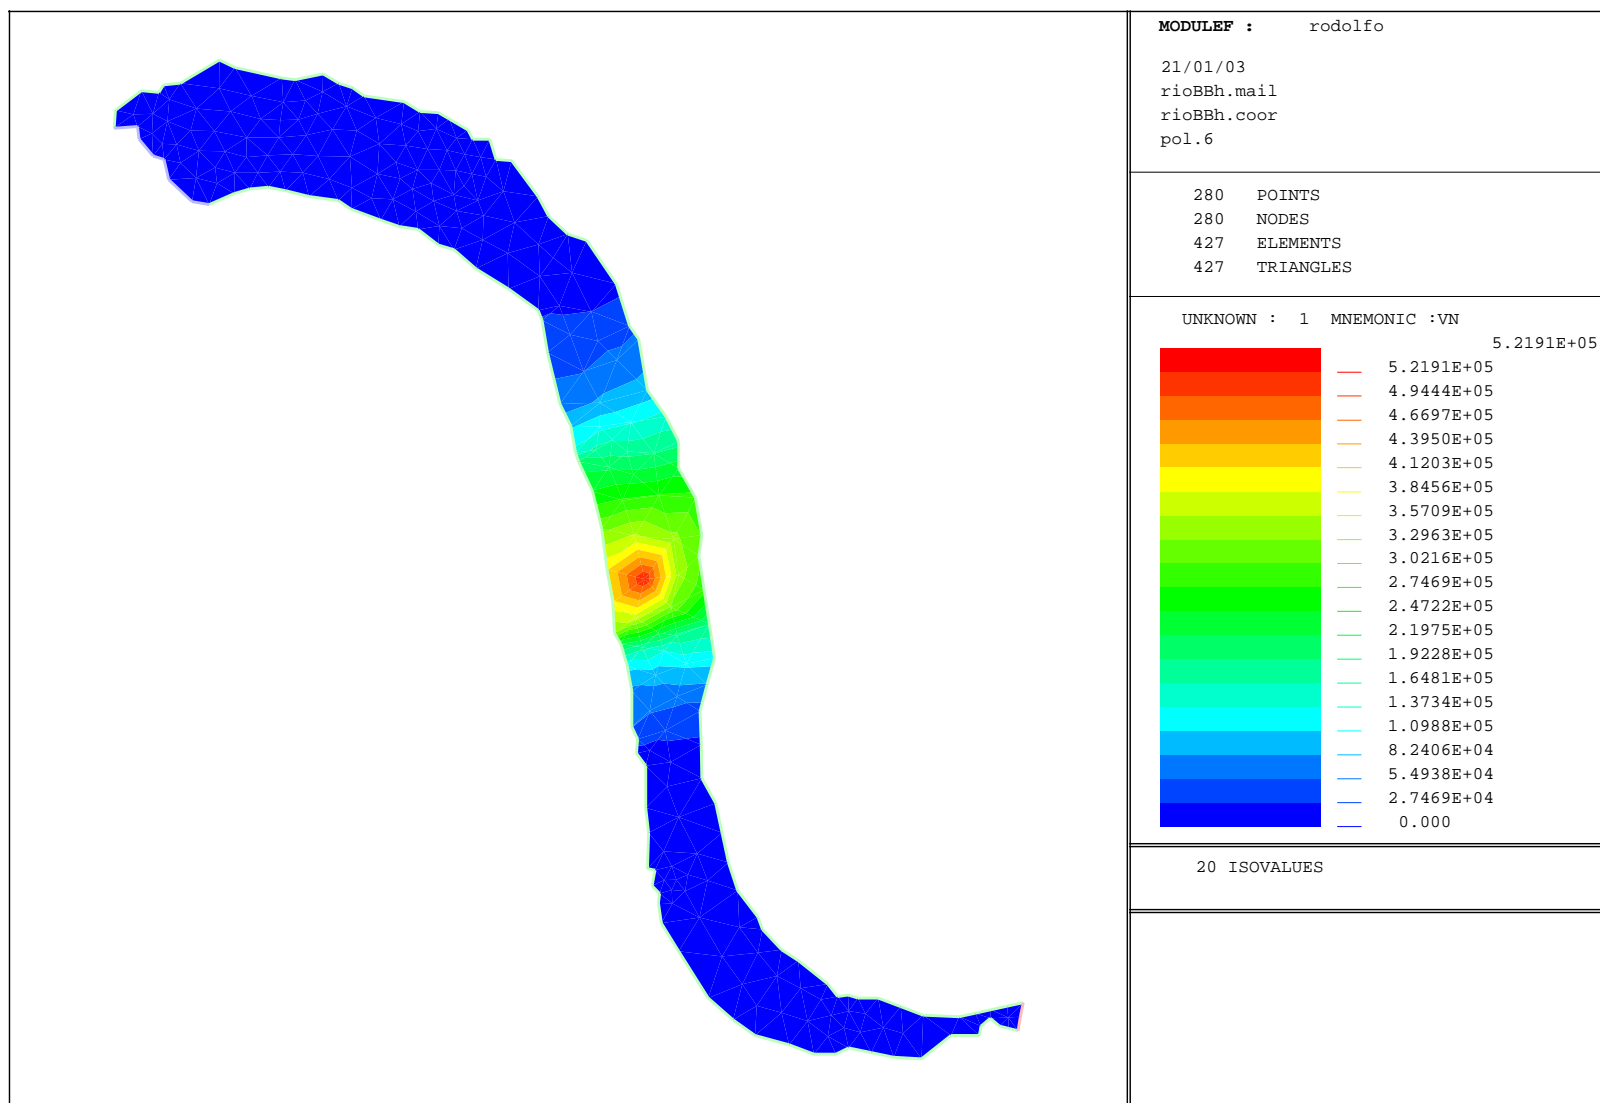 MODULEF : rodolfo
21/01/03
rioBBh.mail
rioBBh.coor
pol.6
280 POINTS
280 NODES
427 ELEMENTS
427 TRIANGLES
UNKNOWN : 1 MNEMONIC :VN
5.2191E+05
5.2191E+05
4.9444E+05
4.6697E+05
4.3950E+05
4.1203E+05
3.8456E+05
3.5709E+05
3.2963E+05
3.0216E+05
2.7469E+05
2.4722E+05
2.1975E+05
1.9228E+05
1.6481E+05
1.3734E+05
1.0988E+05
8.2406E+04
5.4938E+04
2.7469E+04
0.000
20 ISOVALUES